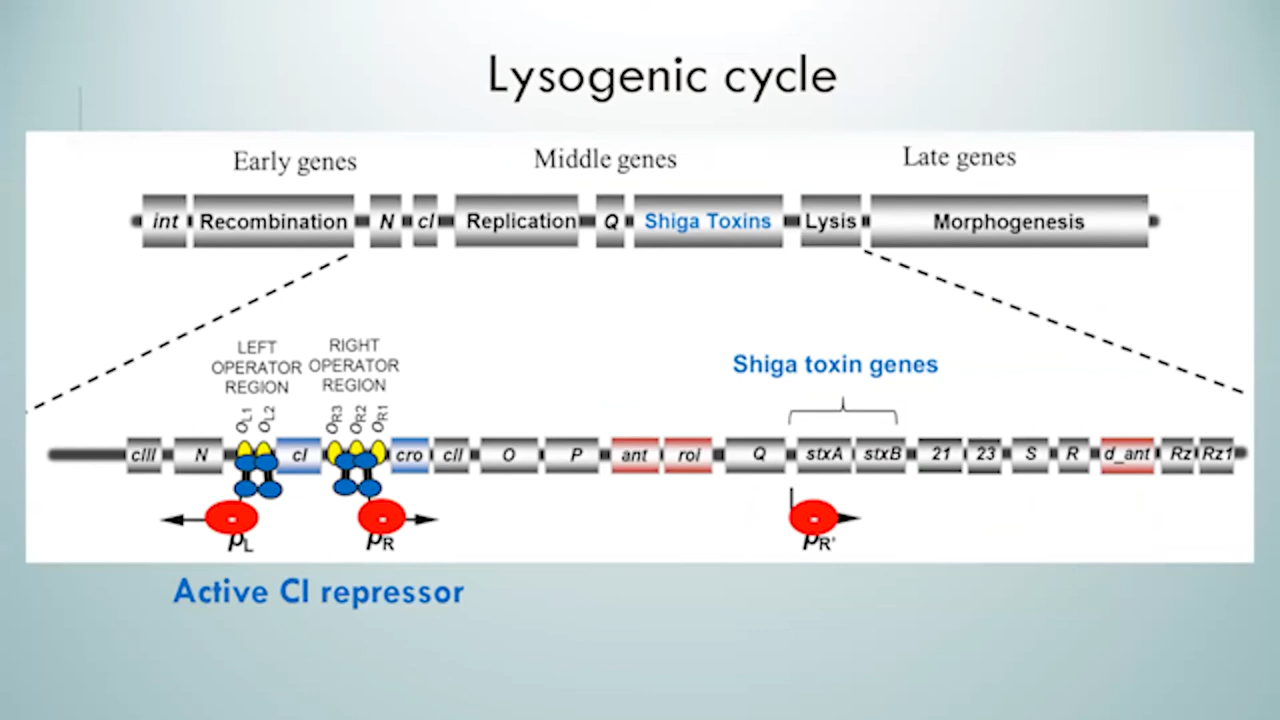 Lysogenic cycle
Early genes
Middle genes
Late genes
int Recombination N cI Replication Q Shiga Toxins Lysis Morphogenesis
LEFT
OPERATOR
REGION
RIGHT
OPERATOR
REGION
Shiga toxin genes
OL1 OL2 OR3 OR2 OR1
cIII N cI cro cII O P ant roi Q stxA stxB 21 23 S R d_ant Rz Rz1
- - -
pL pR pR'
Active CI repressor